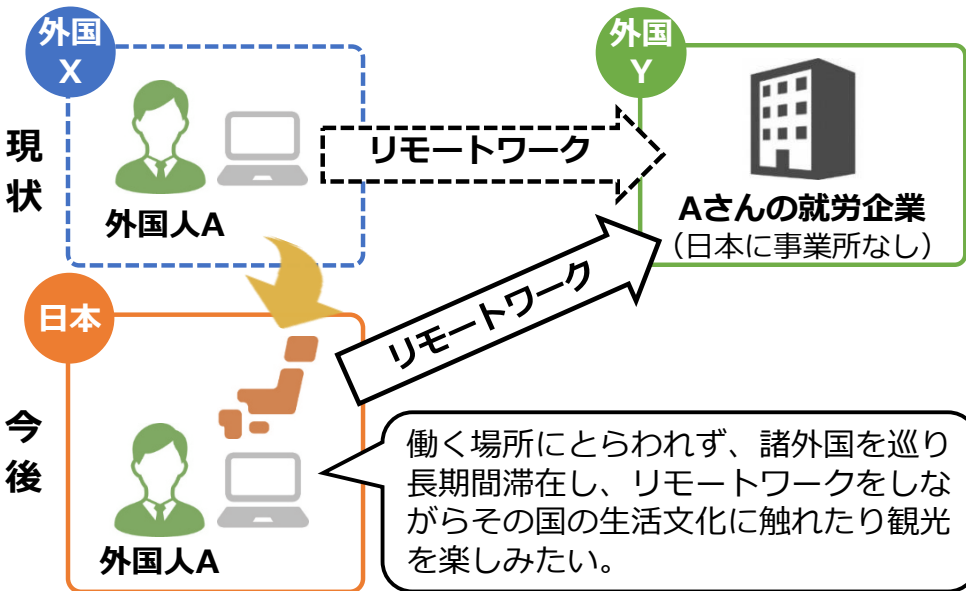 外国
X
外国
Y
現
状
外国人A
リモートワーク
Aさんの就労企業
（日本に事業所なし）
日本
リモートワーク
今
後
外国人A
働く場所にとらわれず、諸外国を巡り
長期間滞在し、リモートワークをしな
がらその国の生活文化に触れたり観光
を楽しみたい。